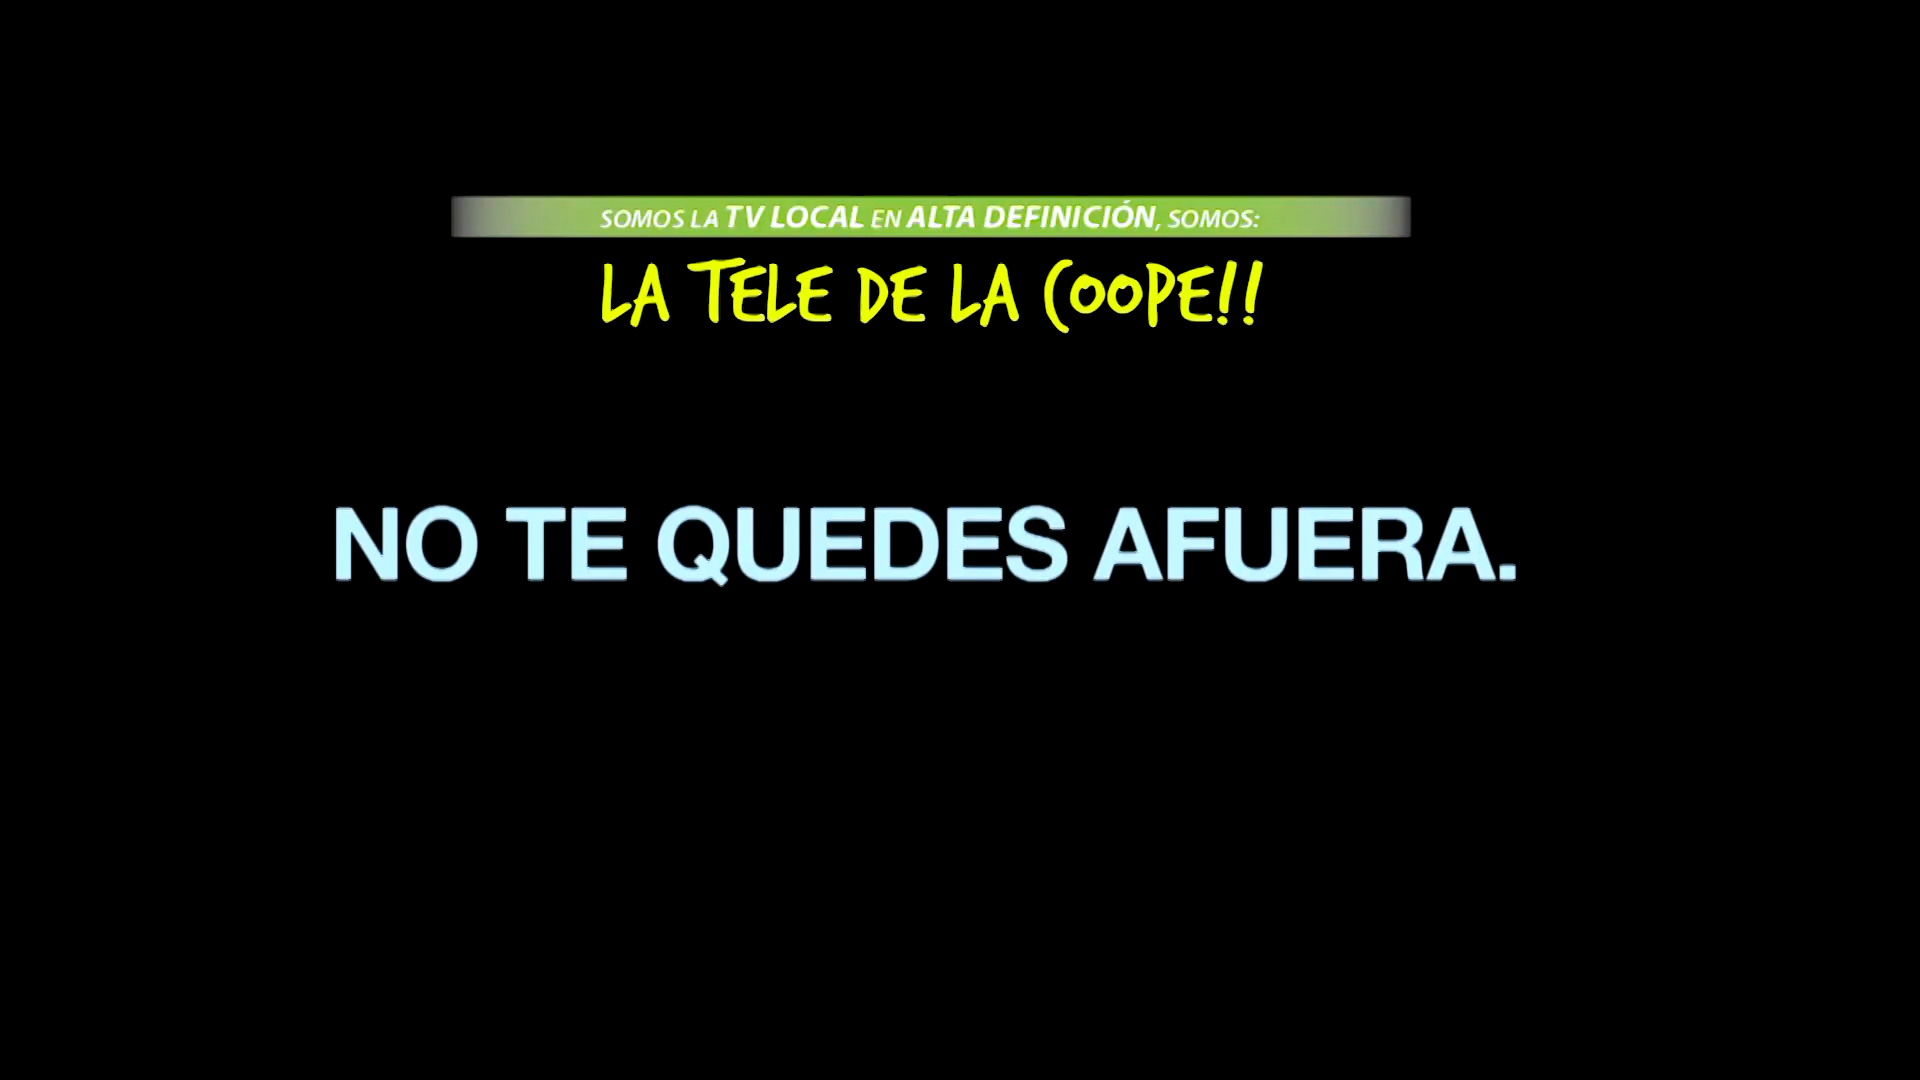 SOMOS LA TV LOCAL EN ALTA DEFINICIÓN, SOMOS:
LA TELE DE LA COOPE!!
NO TE QUEDES AFUERA.